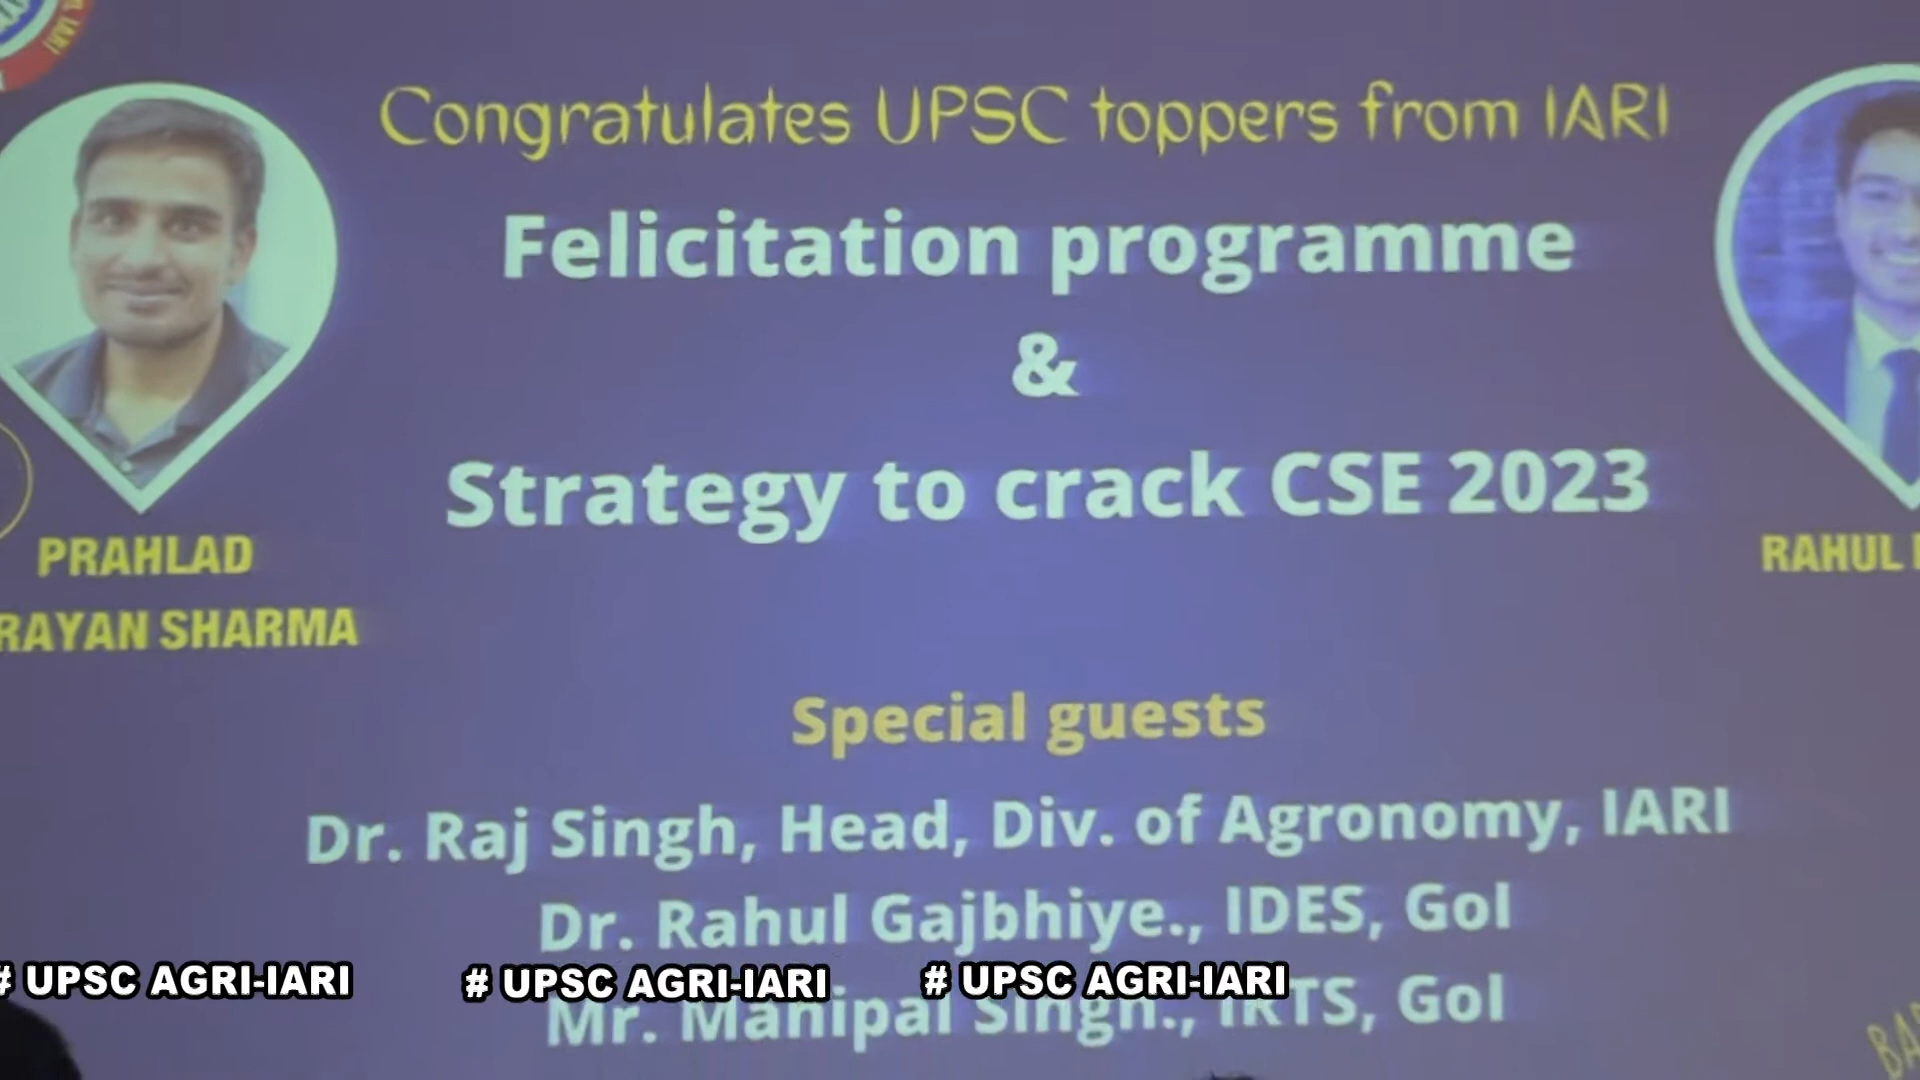 IARI
Congratulates UPSC toppers from IARI
Felicitation programme
&
Strategy to crack CSE 2023
PRAHLAD
RAYAN SHARMA
RAHUL
Special guests
Dr. Raj Singh, Head, Div. of Agronomy, IARI
Dr. Rahul Gajbhiye., IDES, GoI
Mr. Manipal Singh., IRTS, GoI
# UPSC AGRI-IARI
# UPSC AGRI-IARI
# UPSC AGRI-IARI